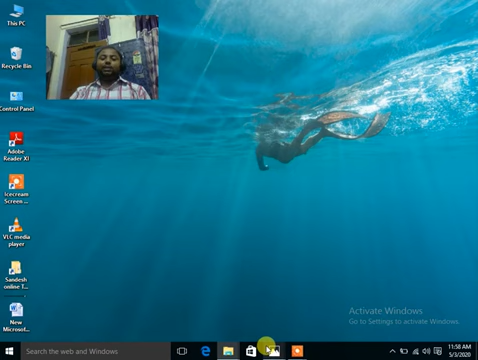 This PC
Recycle Bin
Control Panel
Adobe
Reader XI
Icecream
Screen ...
VLC media
player
Sandesh
online T...
New
Microsof...
Activate Windows
Go to Settings to activate Windows.
Search the web and Windows
11:58 AM
5/3/2020